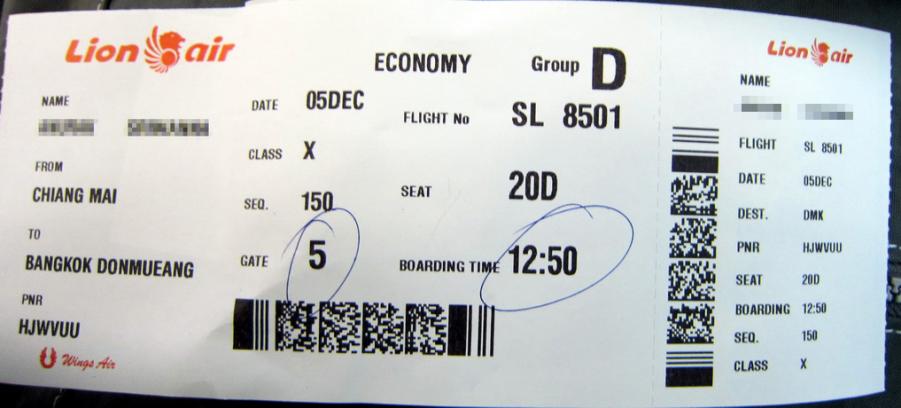 Lion air
ECONOMY
Group D
NAME
DATE 05DEC
FLIGHT No SL 8501
CLASS X
FROM
CHIANG MAI
SEQ. 150
SEAT 20D
TO
BANGKOK DONMUEANG
GATE 5
BOARDING TIME 12:50
PNR
HJWVUU
Wings Air
Lion air
NAME
FLIGHT SL 8501
DATE 05DEC
DEST. DMK
PNR HJWVUU
SEAT 20D
BOARDING 12:50
SEQ. 150
CLASS X